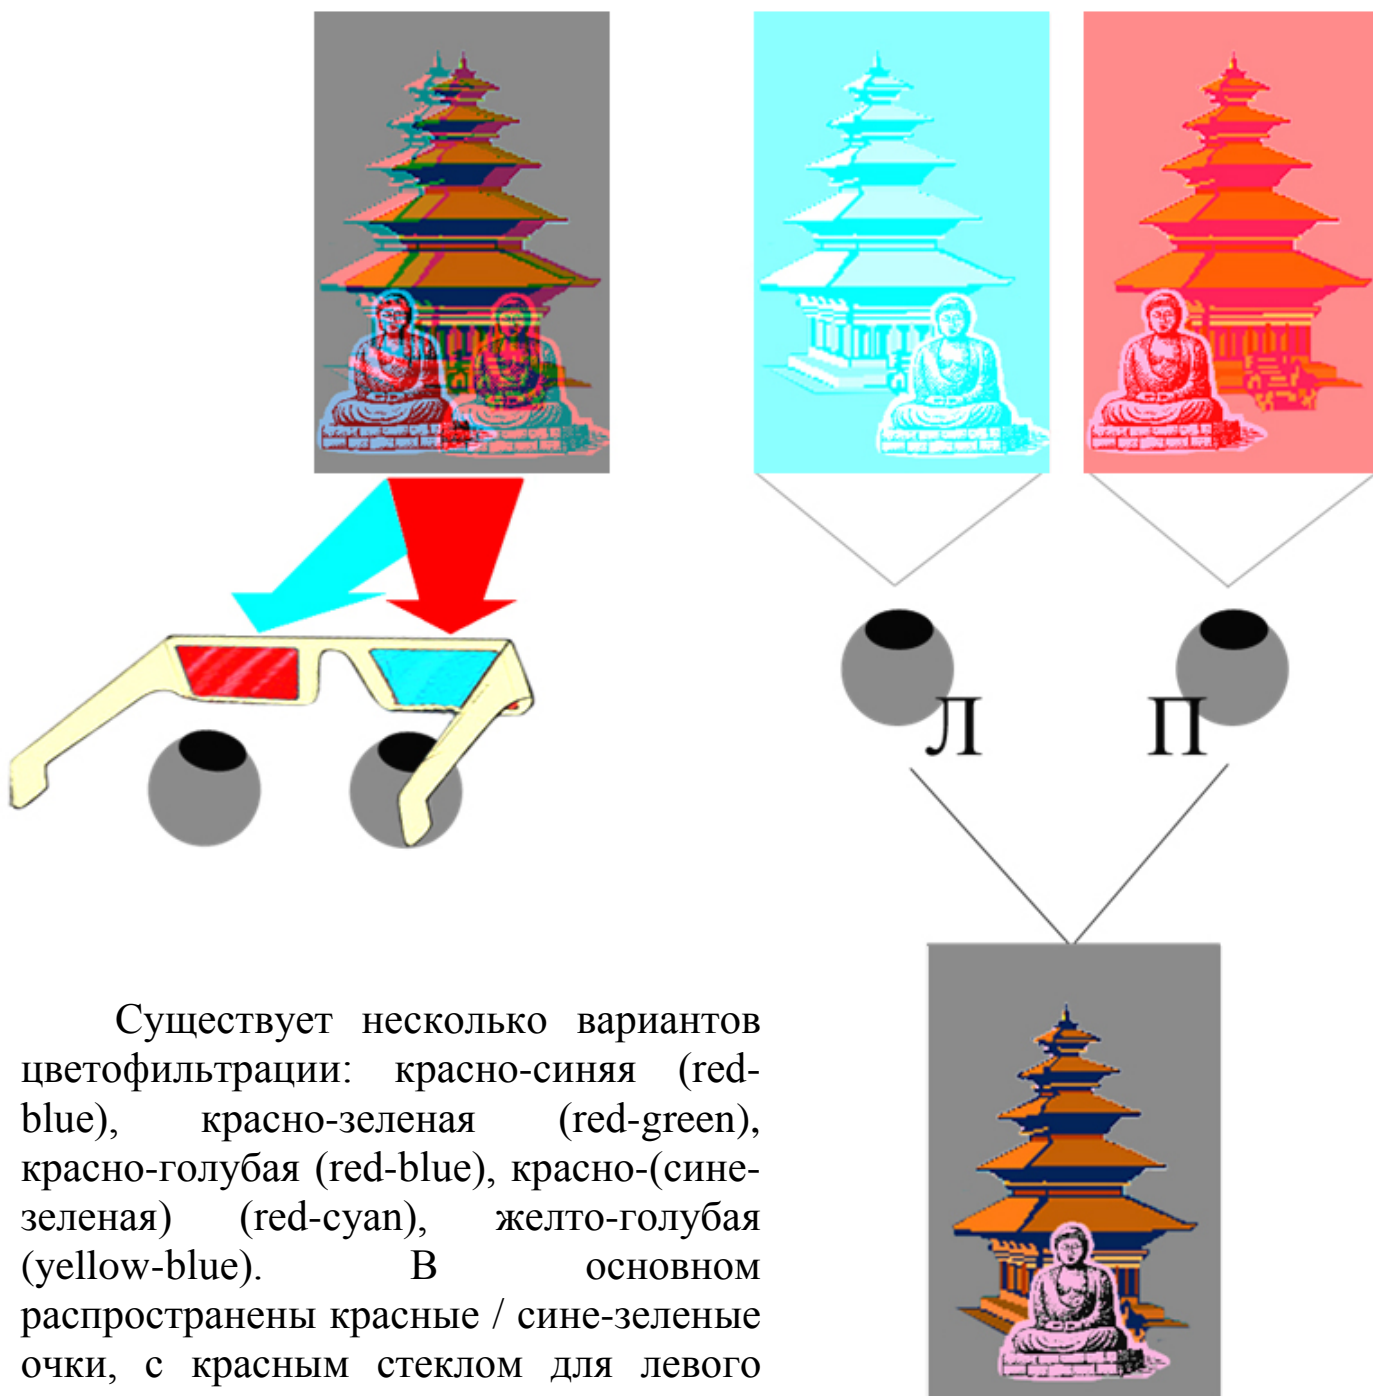 Л П
Существует несколько вариантов
цветофильтрации: красно-синяя (red-
blue), красно-зеленая (red-green),
красно-голубая (red-blue), красно-(сине-
зеленая) (red-cyan), желто-голубая
(yellow-blue). В основном
распространены красные / сине-зеленые
очки, с красным стеклом для левого